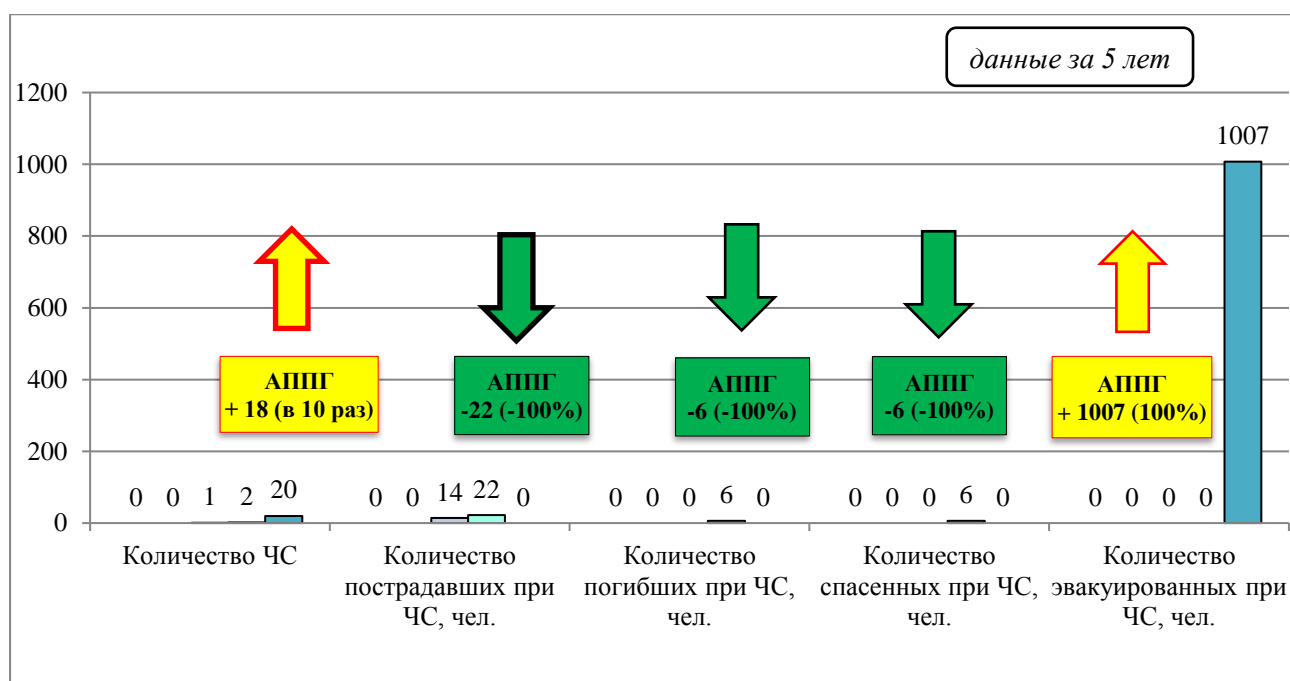 данные за 5 лет
1200
1000
800
600
400
200
0
1007
АППГ
+ 18 (в 10 раз)
АППГ
-22 (-100%)
АППГ
-6 (-100%)
АППГ
-6 (-100%)
АППГ
+ 1007 (100%)
0 0 1 2 20
0 0 14 22 0
0 0 0 6 0
0 0 0 6 0
0 0 0 0
Количество ЧС
Количество
пострадавших при
ЧС, чел.
Количество
погибших при ЧС,
чел.
Количество
спасенных при ЧС,
чел.
Количество
эвакуированных при
ЧС, чел.